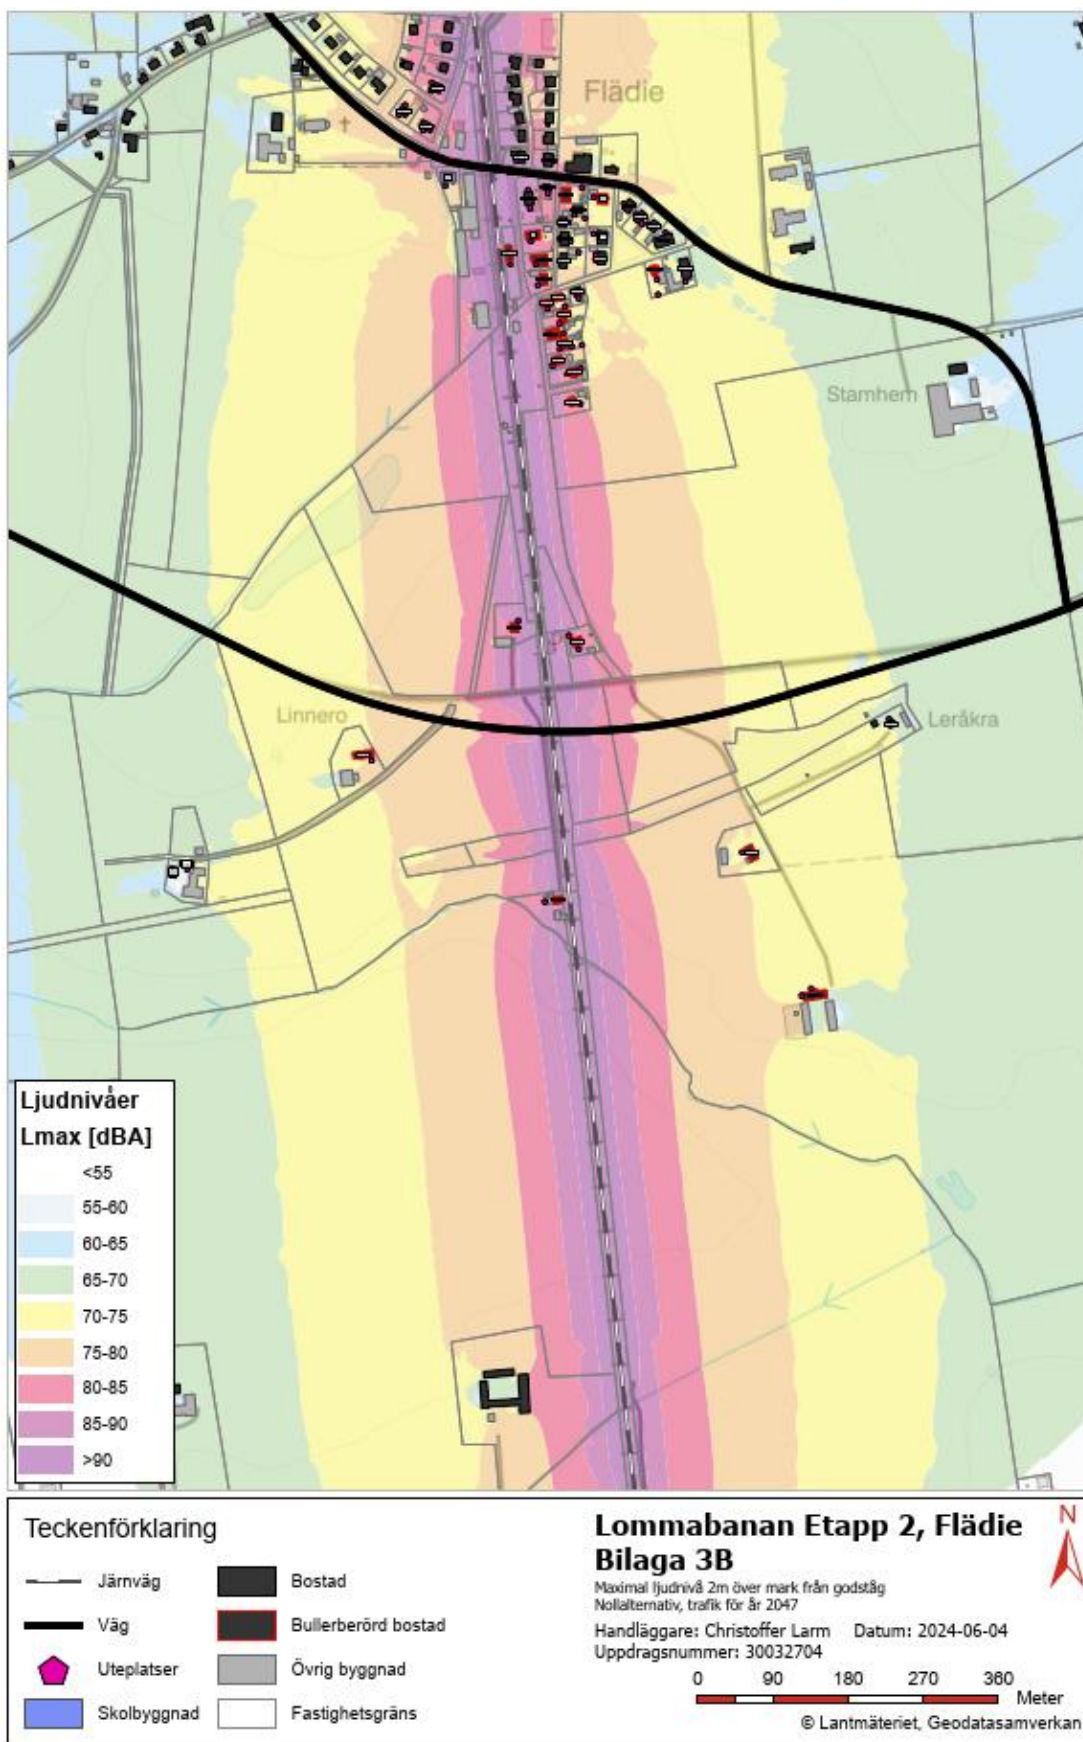 Flädie
Stamhem
Linnero
Leråkra
Ljudnivåer
Lmax [dBA]
<55
55-60
60-65
65-70
70-75
75-80
80-85
85-90
>90
Teckenförklaring
Järnväg
Väg
Uteplatser
Skolbyggnad
Bostad
Bullerberörd bostad
Övrig byggnad
Fastighetsgräns
Lommabanan Etapp 2, Flädie
Bilaga 3B
Maximal ljudnivå 2m över mark från godståg
Nollalternativ, trafik för år 2047
Handläggare: Christoffer Larm Datum: 2024-06-04
Uppdragsnummer: 30032704
N
0 90 180 270 360
Meter
© Lantmäteriet, Geodatasamverkan